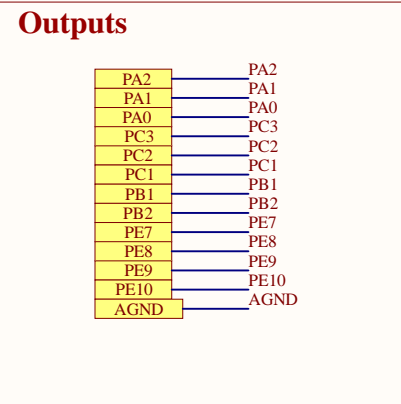 Outputs
PA2 PA2
PA1 PA1
PA0 PA0
PC3 PC3
PC2 PC2
PC1 PC1
PB1 PB1
PB2 PB2
PE7 PE7
PE8 PE8
PE9 PE9
PE10 PE10
AGND AGND